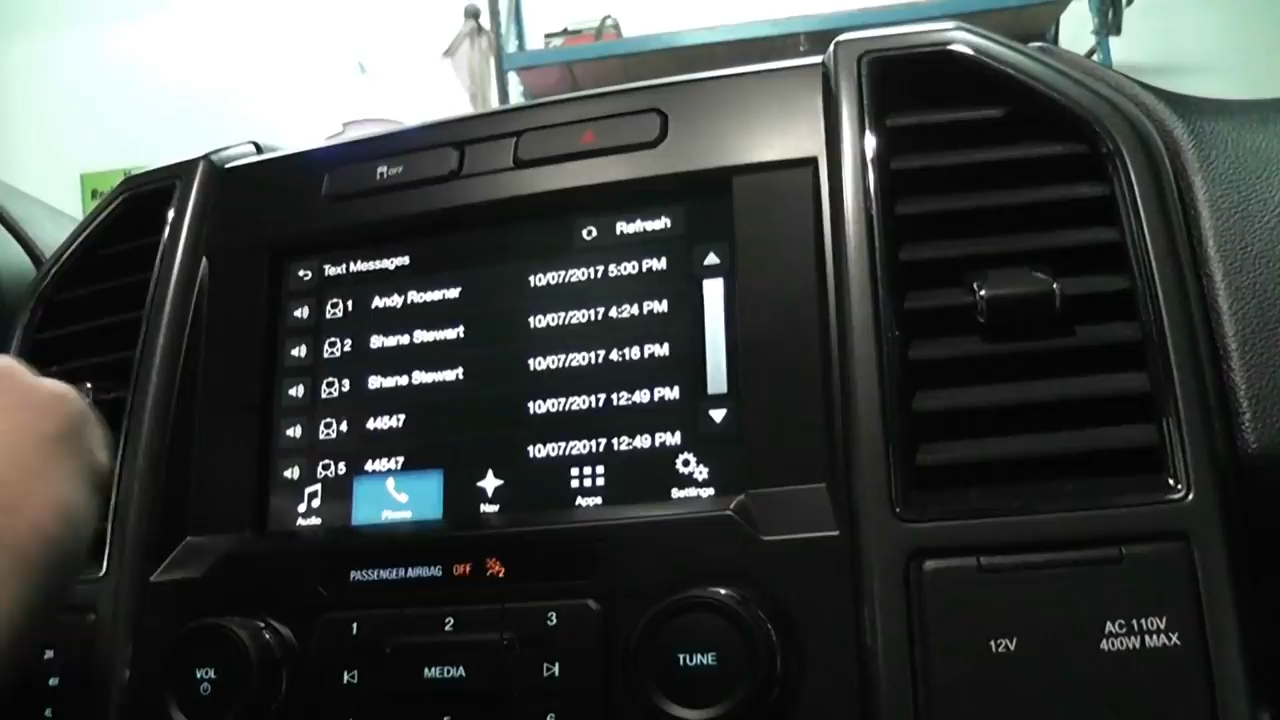 OFF
Refresh
Text Messages
1 Andy Rossner 10/07/2017 5:00 PM
2 Shane Stewart 10/07/2017 4:24 PM
3 Shane Stewart 10/07/2017 4:16 PM
4 44547 10/07/2017 12:49 PM
5 44547 10/07/2017 12:49 PM
Audio Phone Nav Apps Settings
PASSENGER AIRBAG OFF
1 2 3
VOL MEDIA TUNE
12V
AC 110V
400W MAX